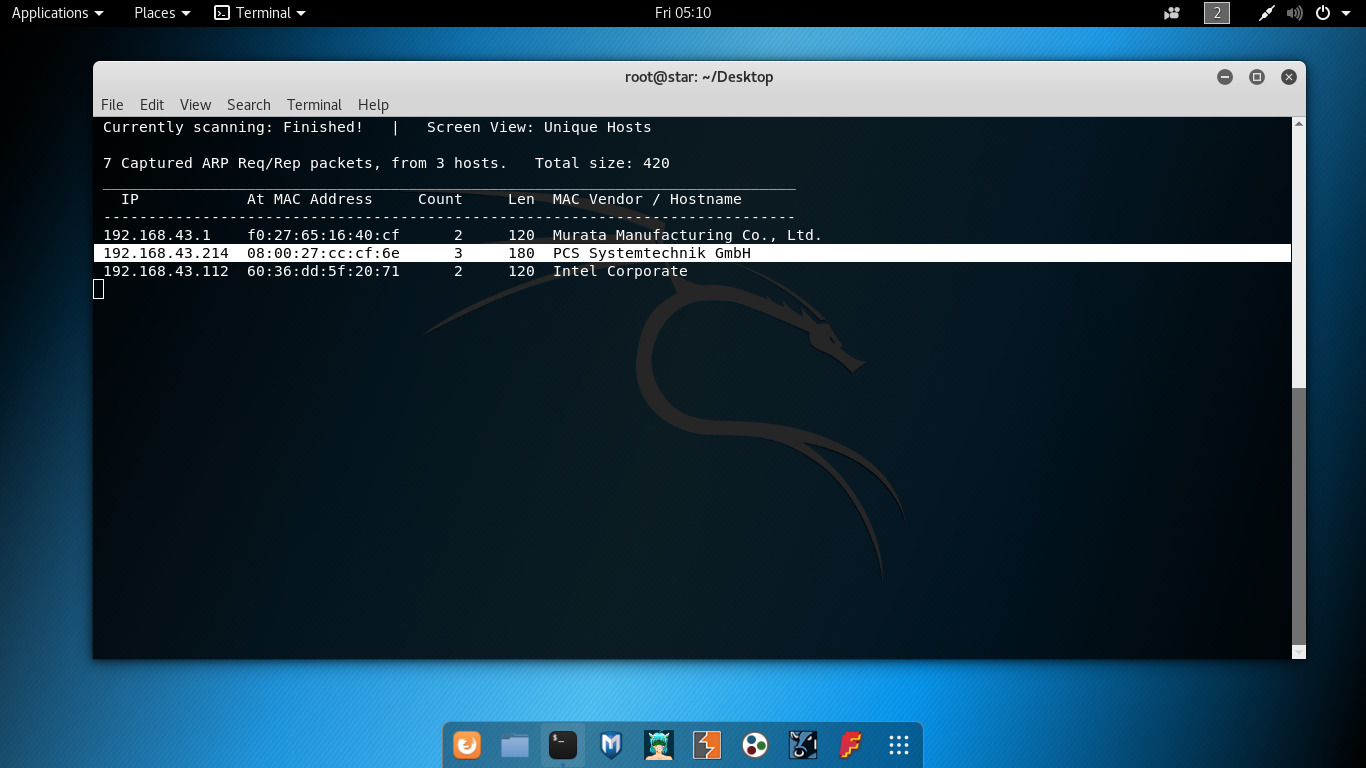 Applications Places Terminal Fri 05:10 2
root@star: ~/Desktop
File Edit View Search Terminal Help
Currently scanning: Finished!   |   Screen View: Unique Hosts
7 Captured ARP Req/Rep packets, from 3 hosts.   Total size: 420
_____________________________________________________________________________
IP            At MAC Address     Count     Len  MAC Vendor / Hostname
-----------------------------------------------------------------------------
192.168.43.1    f0:27:65:16:40:cf      2     120  Murata Manufacturing Co., Ltd.
192.168.43.214  08:00:27:cc:cf:6e      3     180  PCS Systemtechnik GmbH
192.168.43.112  60:36:dd:5f:20:71      2     120  Intel Corporate